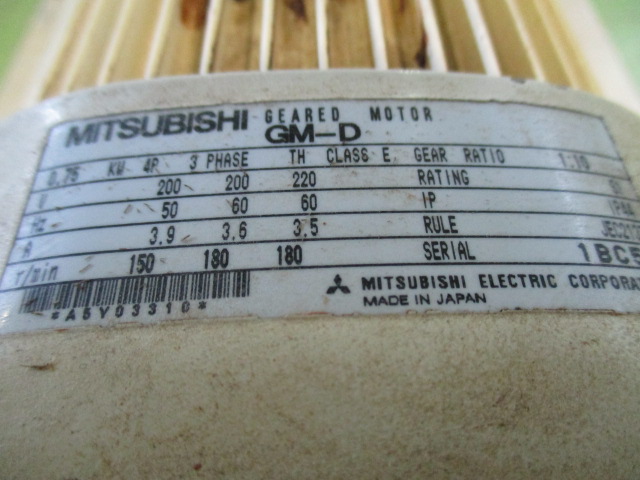 MITSUBISHI GEARED MOTOR
GM-D
0.75 KW 4P 3 PHASE TH CLASS E. GEAR RATIO 1:10
V 200 200 220 RATING
Hz 50 60 60 IP
A 3.9 3.6 3.5 RULE
r/min 150 180 180 SERIAL 1BC5
MITSUBISHI ELECTRIC CORPORAT
*A5Y03310* MADE IN JAPAN